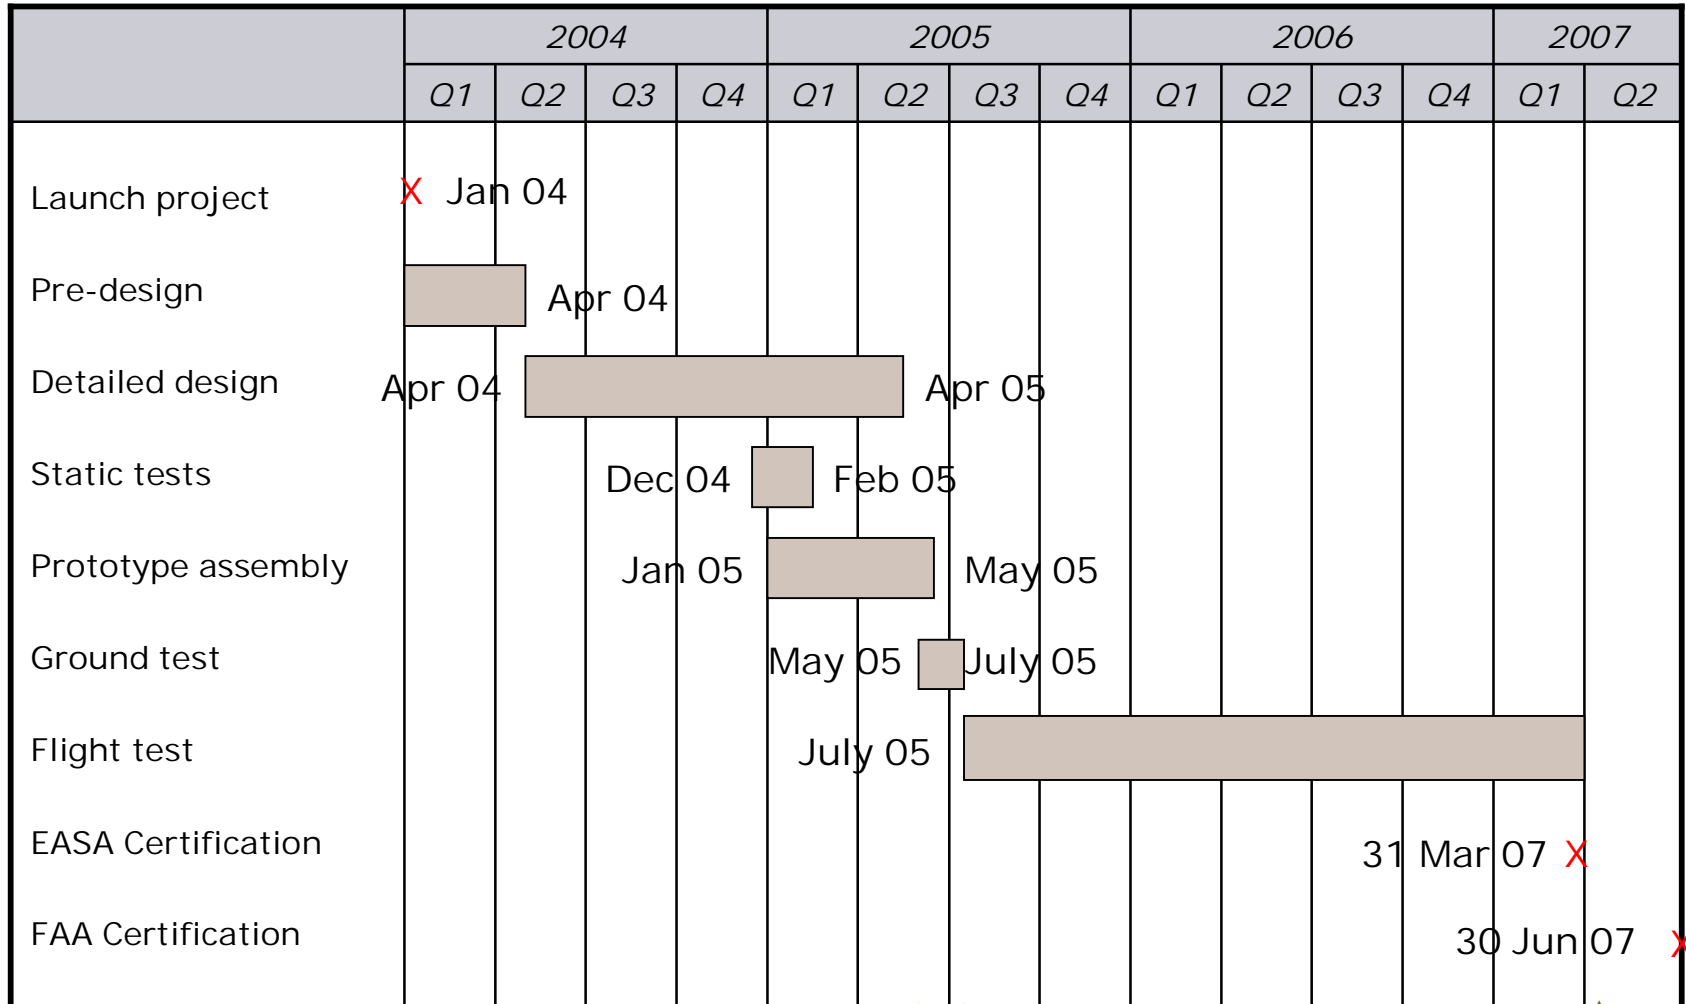 2004 2005 2006 2007
Q1 Q2 Q3 Q4 Q1 Q2 Q3 Q4 Q1 Q2 Q3 Q4 Q1 Q2
Launch project X Jan 04
Pre-design Apr 04
Detailed design Apr 04 Apr 05
Static tests Dec 04 Feb 05
Prototype assembly Jan 05 May 05
Ground test May 05 July 05
Flight test July 05
EASA Certification 31 Mar 07 X
FAA Certification 30 Jun 07 X